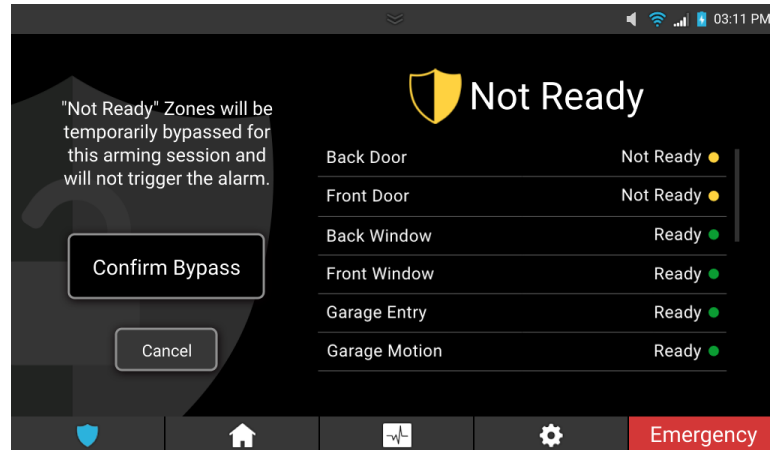 03:11 PM
"Not Ready" Zones will be
temporarily bypassed for
this arming session and
will not trigger the alarm.
Confirm Bypass
Cancel
Not Ready
Back Door Not Ready
Front Door Not Ready
Back Window Ready
Front Window Ready
Garage Entry Ready
Garage Motion Ready
Emergency